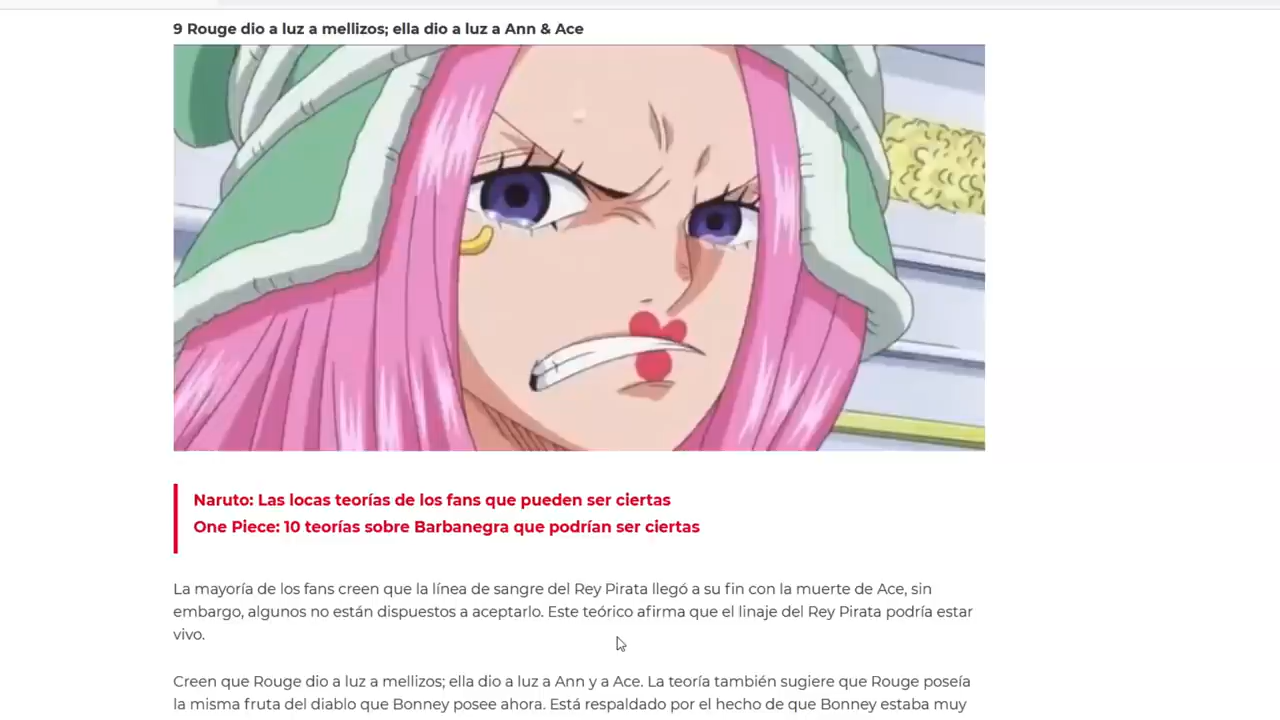 9 Rouge dio a luz a mellizos; ella dio a luz a Ann & Ace
Naruto: Las locas teorías de los fans que pueden ser ciertas
One Piece: 10 teorías sobre Barbanegra que podrían ser ciertas
La mayoría de los fans creen que la línea de sangre del Rey Pirata llegó a su fin con la muerte de Ace, sin
embargo, algunos no están dispuestos a aceptarlo. Este teórico afirma que el linaje del Rey Pirata podría estar
vivo.
Creen que Rouge dio a luz a mellizos; ella dio a luz a Ann y a Ace. La teoría también sugiere que Rouge poseía
la misma fruta del diablo que Bonney posee ahora. Está respaldado por el hecho de que Bonney estaba muy